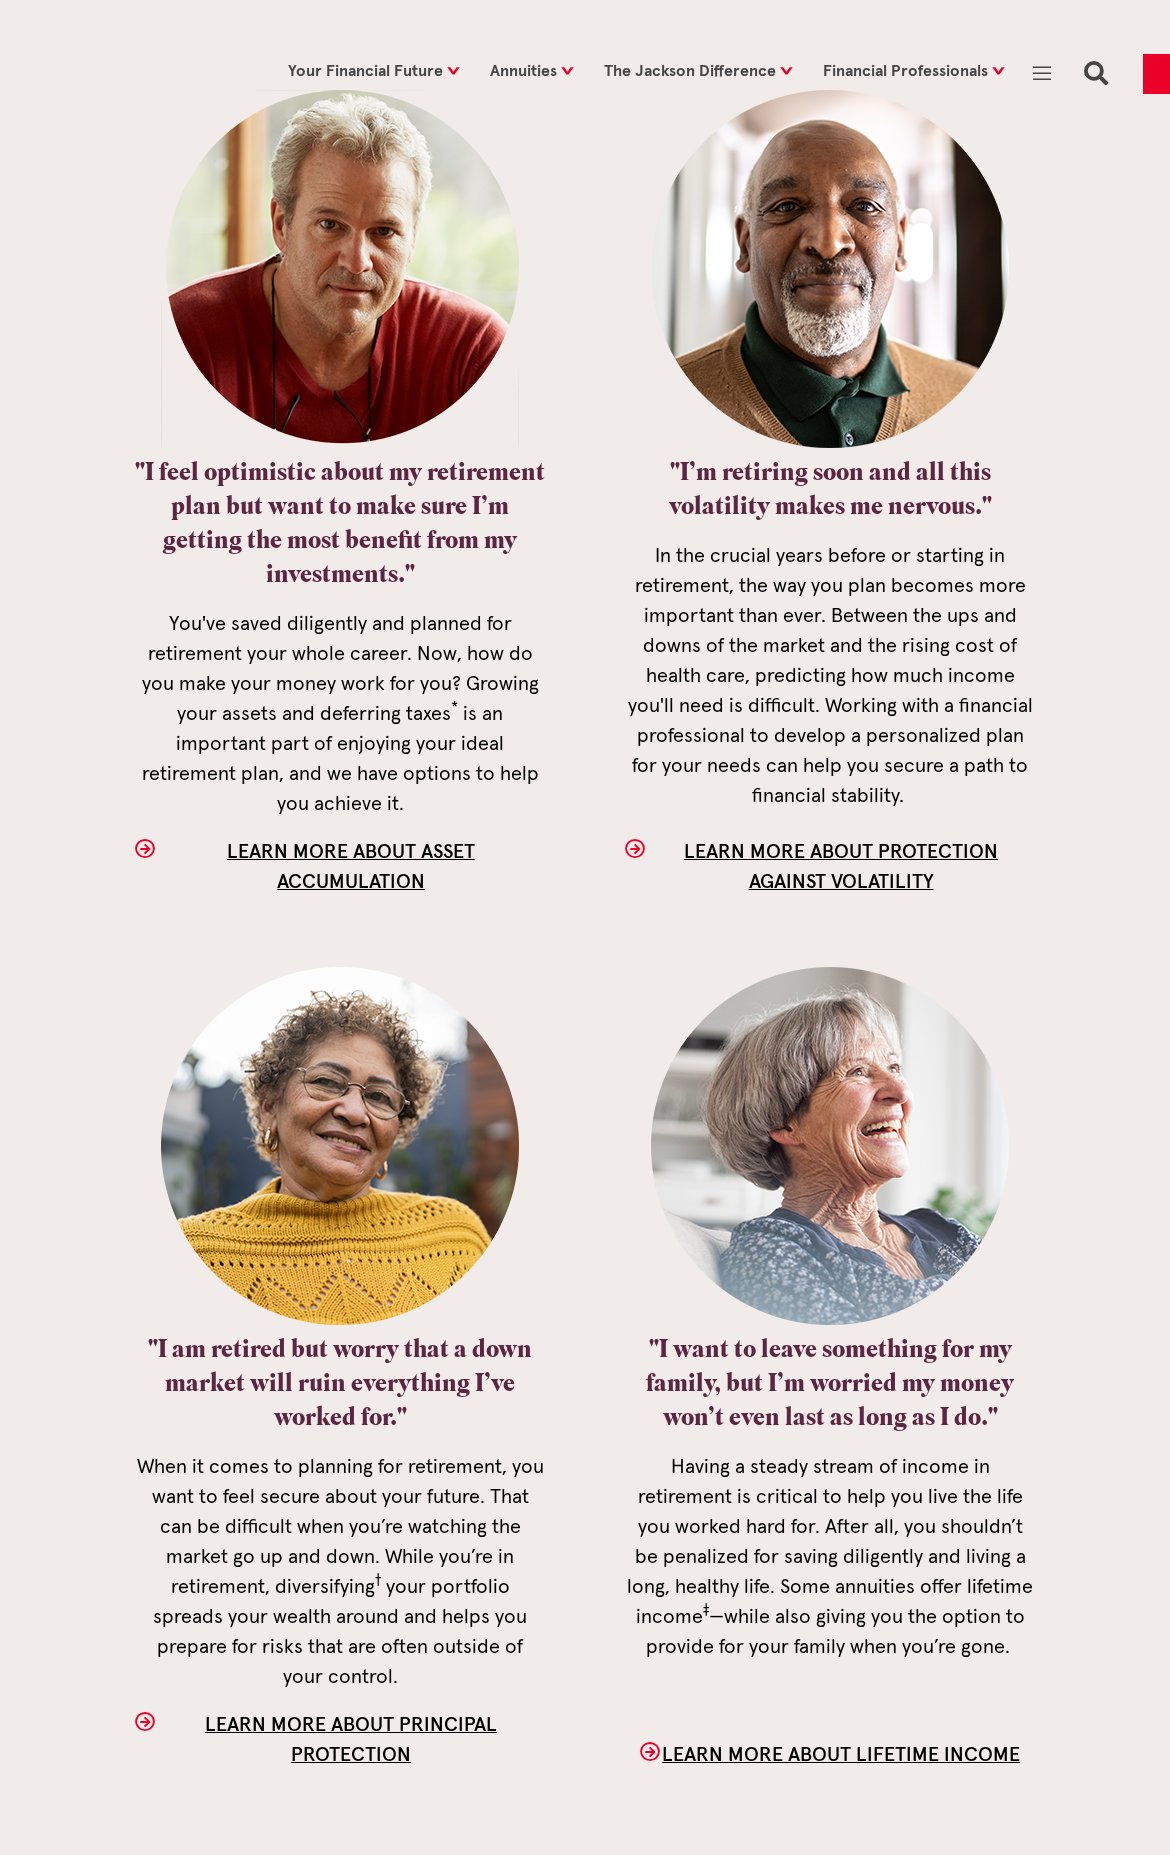 Your Financial Future Annuities The Jackson Difference Financial Professionals
"I feel optimistic about my retirement
plan but want to make sure I’m
getting the most benefit from my
investments."
You've saved diligently and planned for
retirement your whole career. Now, how do
you make your money work for you? Growing
your assets and deferring taxes* is an
important part of enjoying your ideal
retirement plan, and we have options to help
you achieve it.
LEARN MORE ABOUT ASSET
ACCUMULATION
"I’m retiring soon and all this
volatility makes me nervous."
In the crucial years before or starting in
retirement, the way you plan becomes more
important than ever. Between the ups and
downs of the market and the rising cost of
health care, predicting how much income
you'll need is difficult. Working with a financial
professional to develop a personalized plan
for your needs can help you secure a path to
financial stability.
LEARN MORE ABOUT PROTECTION
AGAINST VOLATILITY
"I am retired but worry that a down
market will ruin everything I’ve
worked for."
When it comes to planning for retirement, you
want to feel secure about your future. That
can be difficult when you’re watching the
market go up and down. While you’re in
retirement, diversifying† your portfolio
spreads your wealth around and helps you
prepare for risks that are often outside of
your control.
LEARN MORE ABOUT PRINCIPAL
PROTECTION
"I want to leave something for my
family, but I’m worried my money
won’t even last as long as I do."
Having a steady stream of income in
retirement is critical to help you live the life
you worked hard for. After all, you shouldn’t
be penalized for saving diligently and living a
long, healthy life. Some annuities offer lifetime
income‡—while also giving you the option to
provide for your family when you’re gone.
LEARN MORE ABOUT LIFETIME INCOME